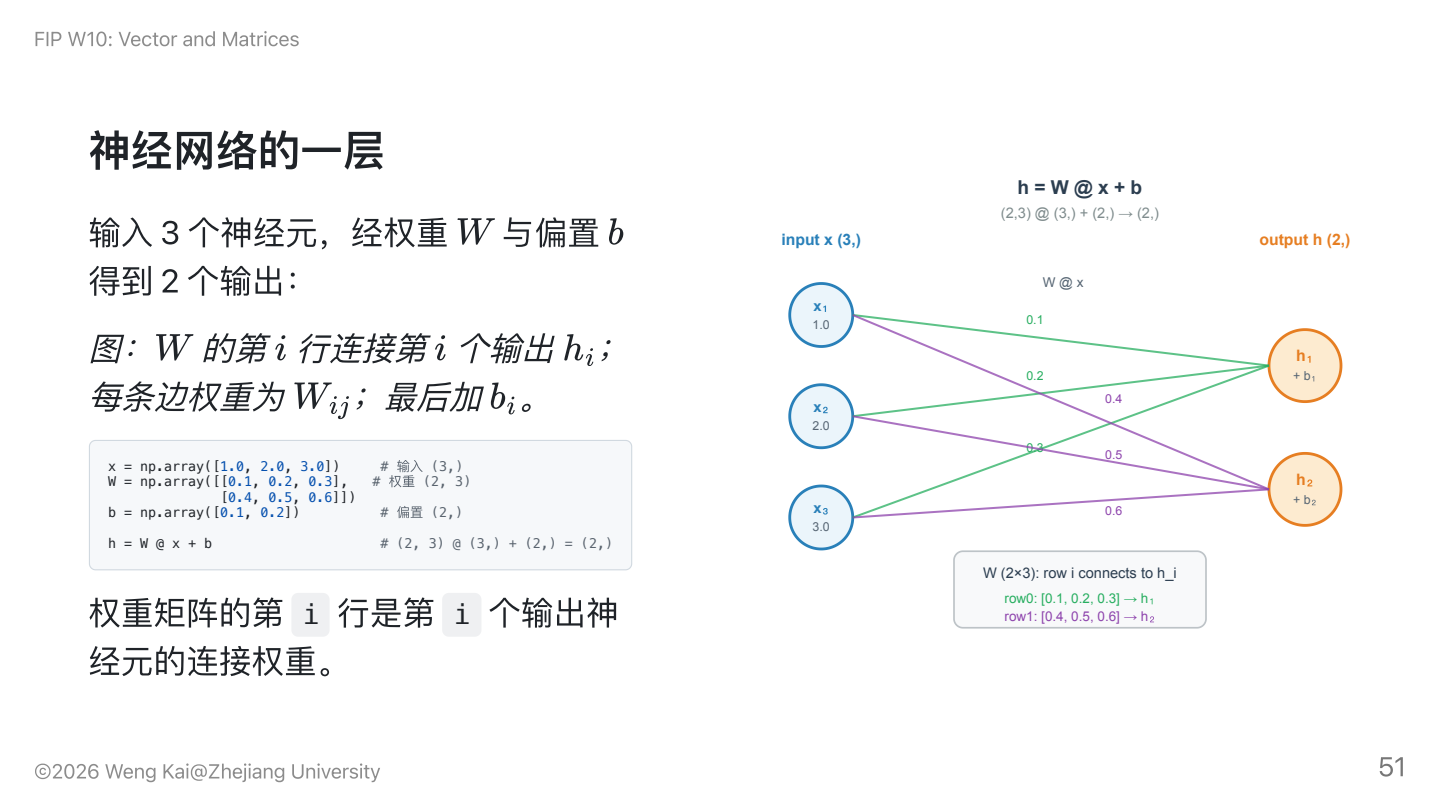 FIP W10: Vector and Matrices
神经网络的一层
输入 3 个神经元，经权重 W 与偏置 b
得到 2 个输出：
图：W 的第 i 行连接第 i 个输出 hᵢ；
每条边权重为 Wᵢⱼ；最后加 bᵢ。
x = np.array([1.0, 2.0, 3.0])     # 输入 (3,)
W = np.array([[0.1, 0.2, 0.3],   # 权重 (2, 3)
              [0.4, 0.5, 0.6]])
b = np.array([0.1, 0.2])          # 偏置 (2,)
h = W @ x + b                     # (2, 3) @ (3,) + (2,) = (2,)
权重矩阵的第 i 行是第 i 个输出神
经元的连接权重。
h = W @ x + b
(2,3) @ (3,) + (2,) → (2,)
input x (3,)
output h (2,)
W @ x
x₁
1.0
x₂
2.0
x₃
3.0
0.1
0.2
0.3
0.4
0.5
0.6
h₁
+ b₁
h₂
+ b₂
W (2×3): row i connects to h_i
row0: [0.1, 0.2, 0.3] → h₁
row1: [0.4, 0.5, 0.6] → h₂
©2026 Weng Kai@Zhejiang University
51